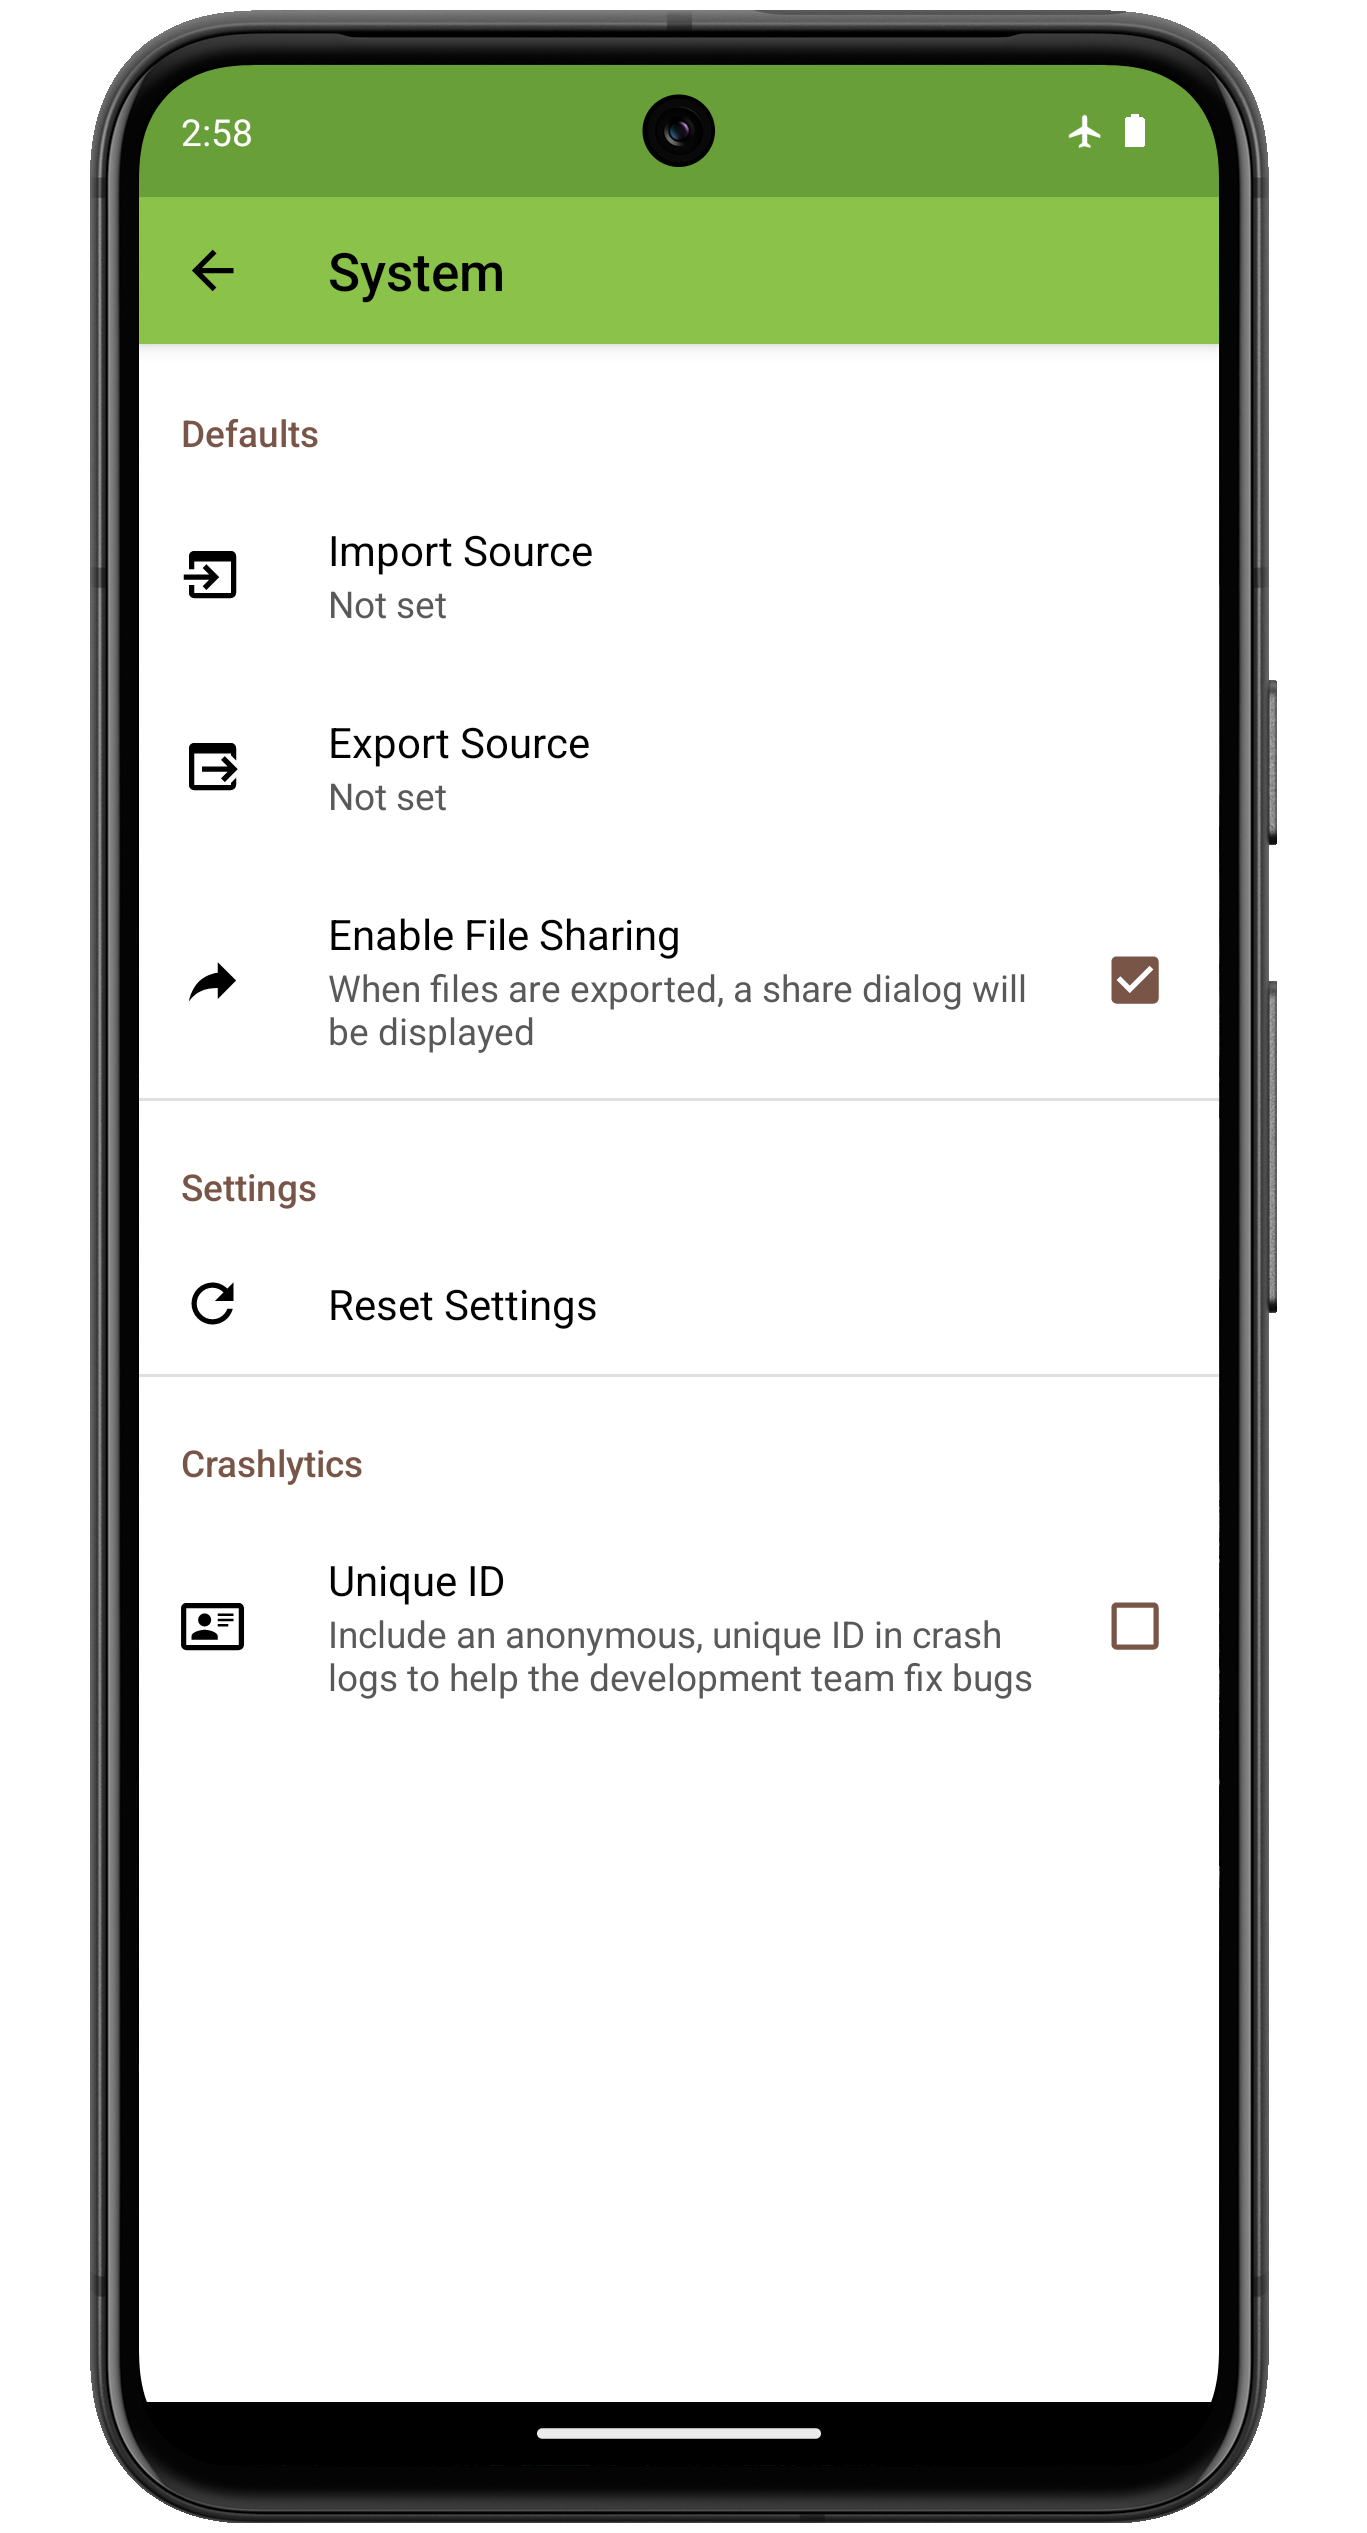 2:58
System
Defaults
Import Source
Not set
Export Source
Not set
Enable File Sharing
When files are exported, a share dialog will
be displayed
Settings
Reset Settings
Crashlytics
Unique ID
Include an anonymous, unique ID in crash
logs to help the development team fix bugs